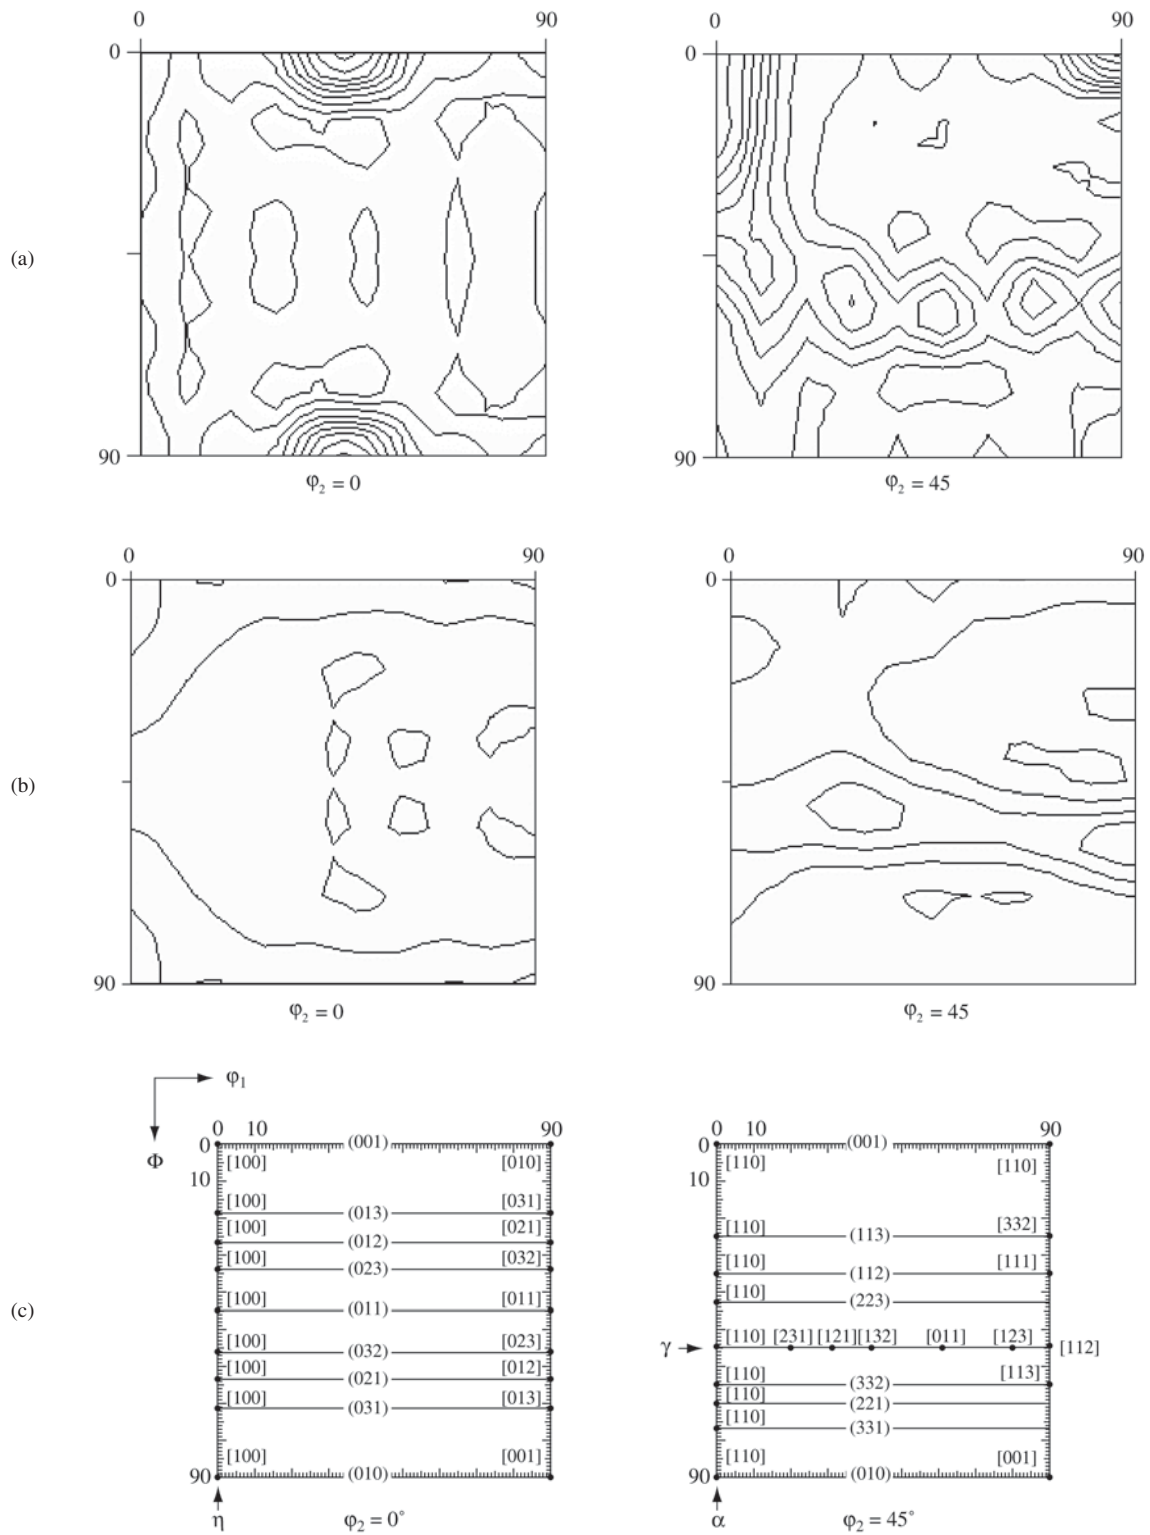 0 90 0 90
0 0
(a)
90 90
φ₂ = 0 φ₂ = 45
0 90 0 90
0 0
(b)
90 90
φ₂ = 0 φ₂ = 45
φ₁
Φ
0 10 90 0 10 90
0 (001) 0 (001)
[100] [010] [110] [110]
10 10
[100] [031]
(013)
[100] [021] [110] [332]
(012) (113)
[100] [032] [110] [111]
(023) (112)
[110]
(c) [100] (011) [011] (223)
γ [110] [231] [121] [132] [011] [123] [112]
[100] (032) [023]
[100] (021) [012] [110] (332) [113]
[110] (221)
[100] (031) [013] [110] (331)
[100] [001] [110] [001]
90 (010) 90 (010)
η φ₂ = 0° α φ₂ = 45°